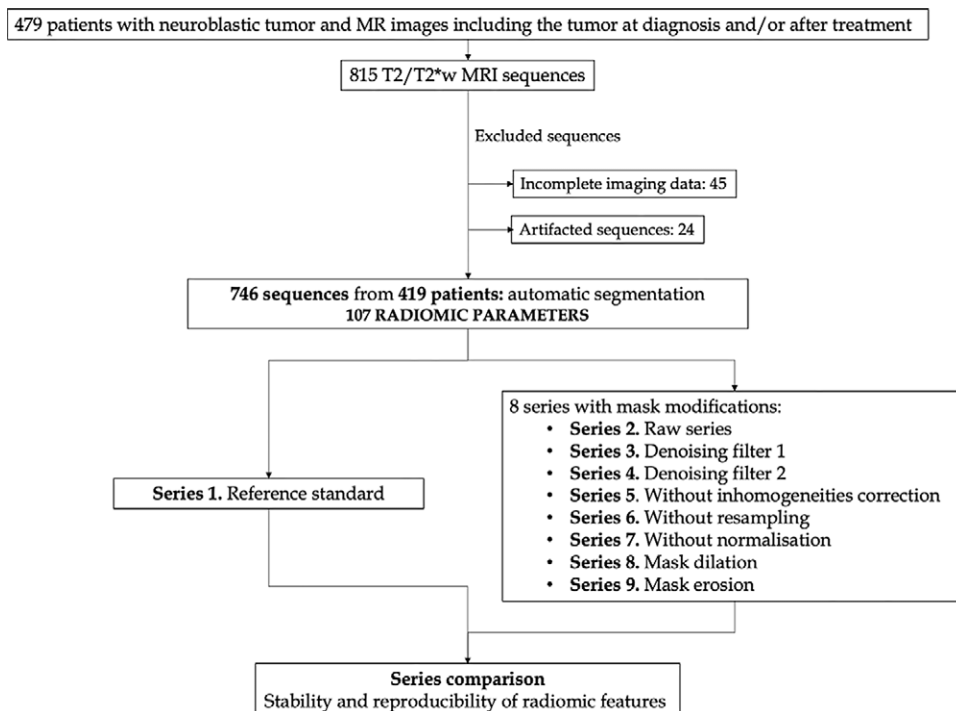 479 patients with neuroblastic tumor and MR images including the tumor at diagnosis and/or after treatment
815 T2/T2*w MRI sequences
Excluded sequences
Incomplete imaging data: 45
Artifacted sequences: 24
746 sequences from 419 patients: automatic segmentation
107 RADIOMIC PARAMETERS
8 series with mask modifications:
• Series 2. Raw series
• Series 3. Denoising filter 1
• Series 4. Denoising filter 2
• Series 5. Without inhomogeneities correction
• Series 6. Without resampling
• Series 7. Without normalisation
• Series 8. Mask dilation
• Series 9. Mask erosion
Series 1. Reference standard
Series comparison
Stability and reproducibility of radiomic features